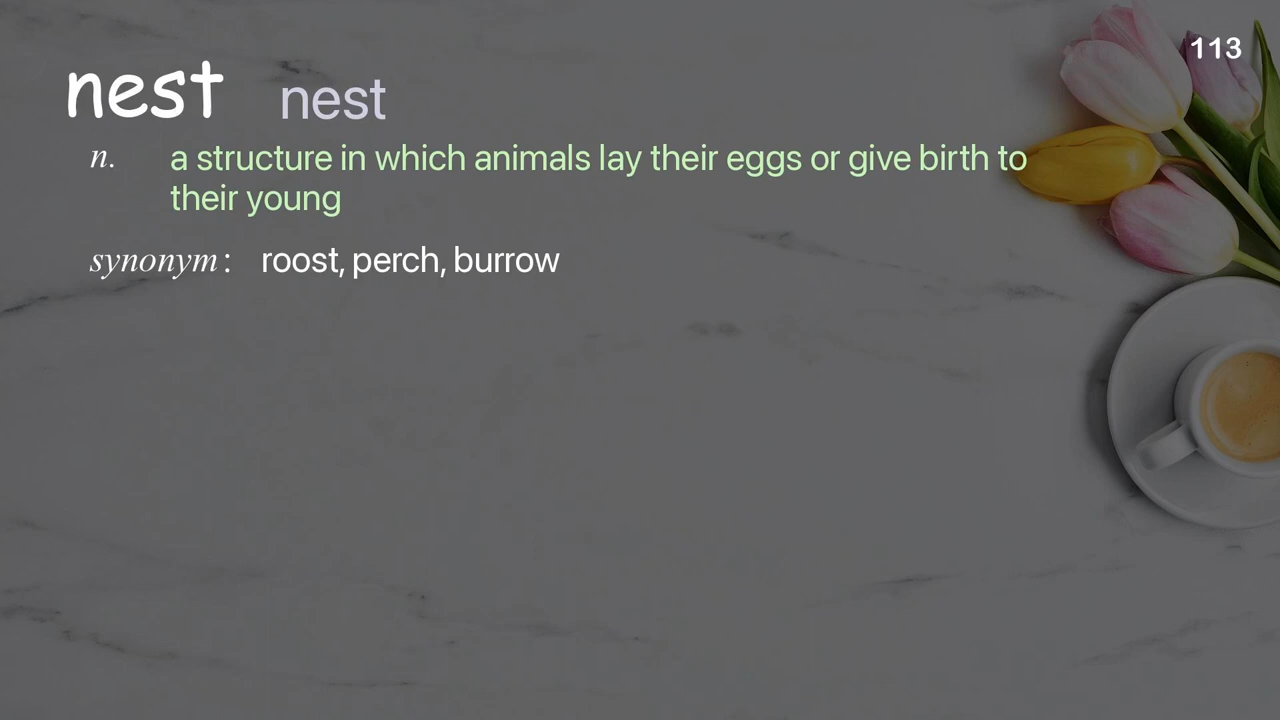 113
nest nest
n. a structure in which animals lay their eggs or give birth to
their young
synonym : roost, perch, burrow